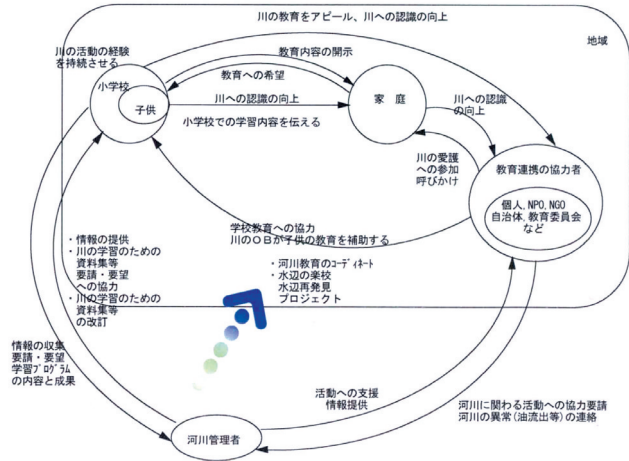 川の教育をアピール、川への認識の向上
地域
川の活動の経験
を持続させる
教育内容の開示
教育への希望
小学校
子供
川への認識の向上
家 庭
川への認識
の向上
小学校での学習内容を伝える
川の愛護
への参加
呼びかけ
教育連携の協力者
個人、NPO、NGO
自治体、教育委員会
など
学校教育への協力
川のOBが子供の教育を補助する
・情報の提供
・川の学習のための
資料集等
要請・要望
への協力
・川の学習のための
資料集等
の改訂
・河川教育のコーディネート
・水辺の楽校
水辺再発見
プロジェクト
情報の収集
要請・要望
学習プログラム
の内容と成果
活動への支援
情報提供
河川に関わる活動への協力要請
河川の異常(油流出等)の連絡
河川管理者